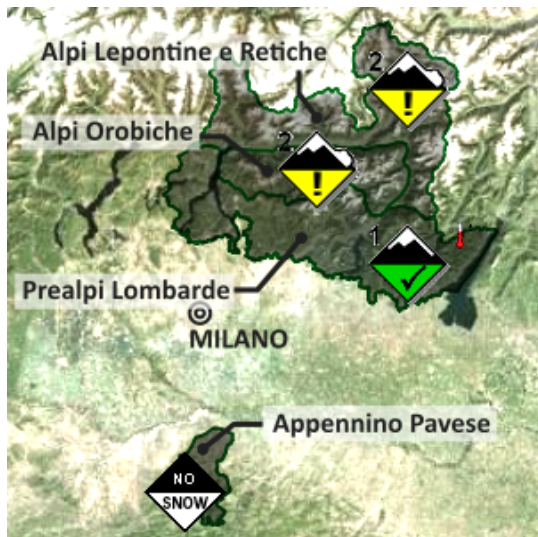 Alpi Lepontine e Retiche
2
Alpi Orobiche
2
!
!
1
Prealpi Lombarde
MILANO
Appennino Pavese
NO
SNOW